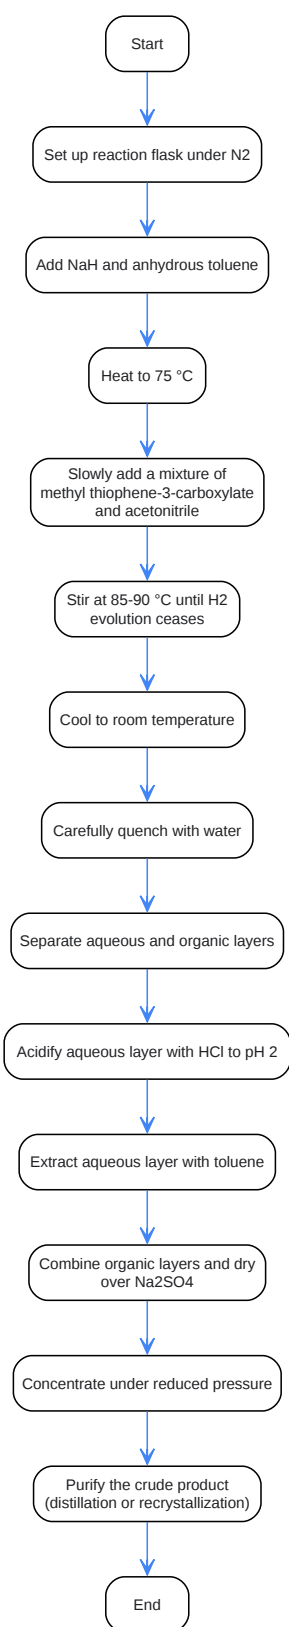 Start
Set up reaction flask under N2
Add NaH and anhydrous toluene
Heat to 75 °C
Slowly add a mixture of
methyl thiophene-3-carboxylate
and acetonitrile
Stir at 85-90 °C until H2
evolution ceases
Cool to room temperature
Carefully quench with water
Separate aqueous and organic layers
Acidify aqueous layer with HCl to pH 2
Extract aqueous layer with toluene
Combine organic layers and dry
over Na2SO4
Concentrate under reduced pressure
Purify the crude product
(distillation or recrystallization)
End